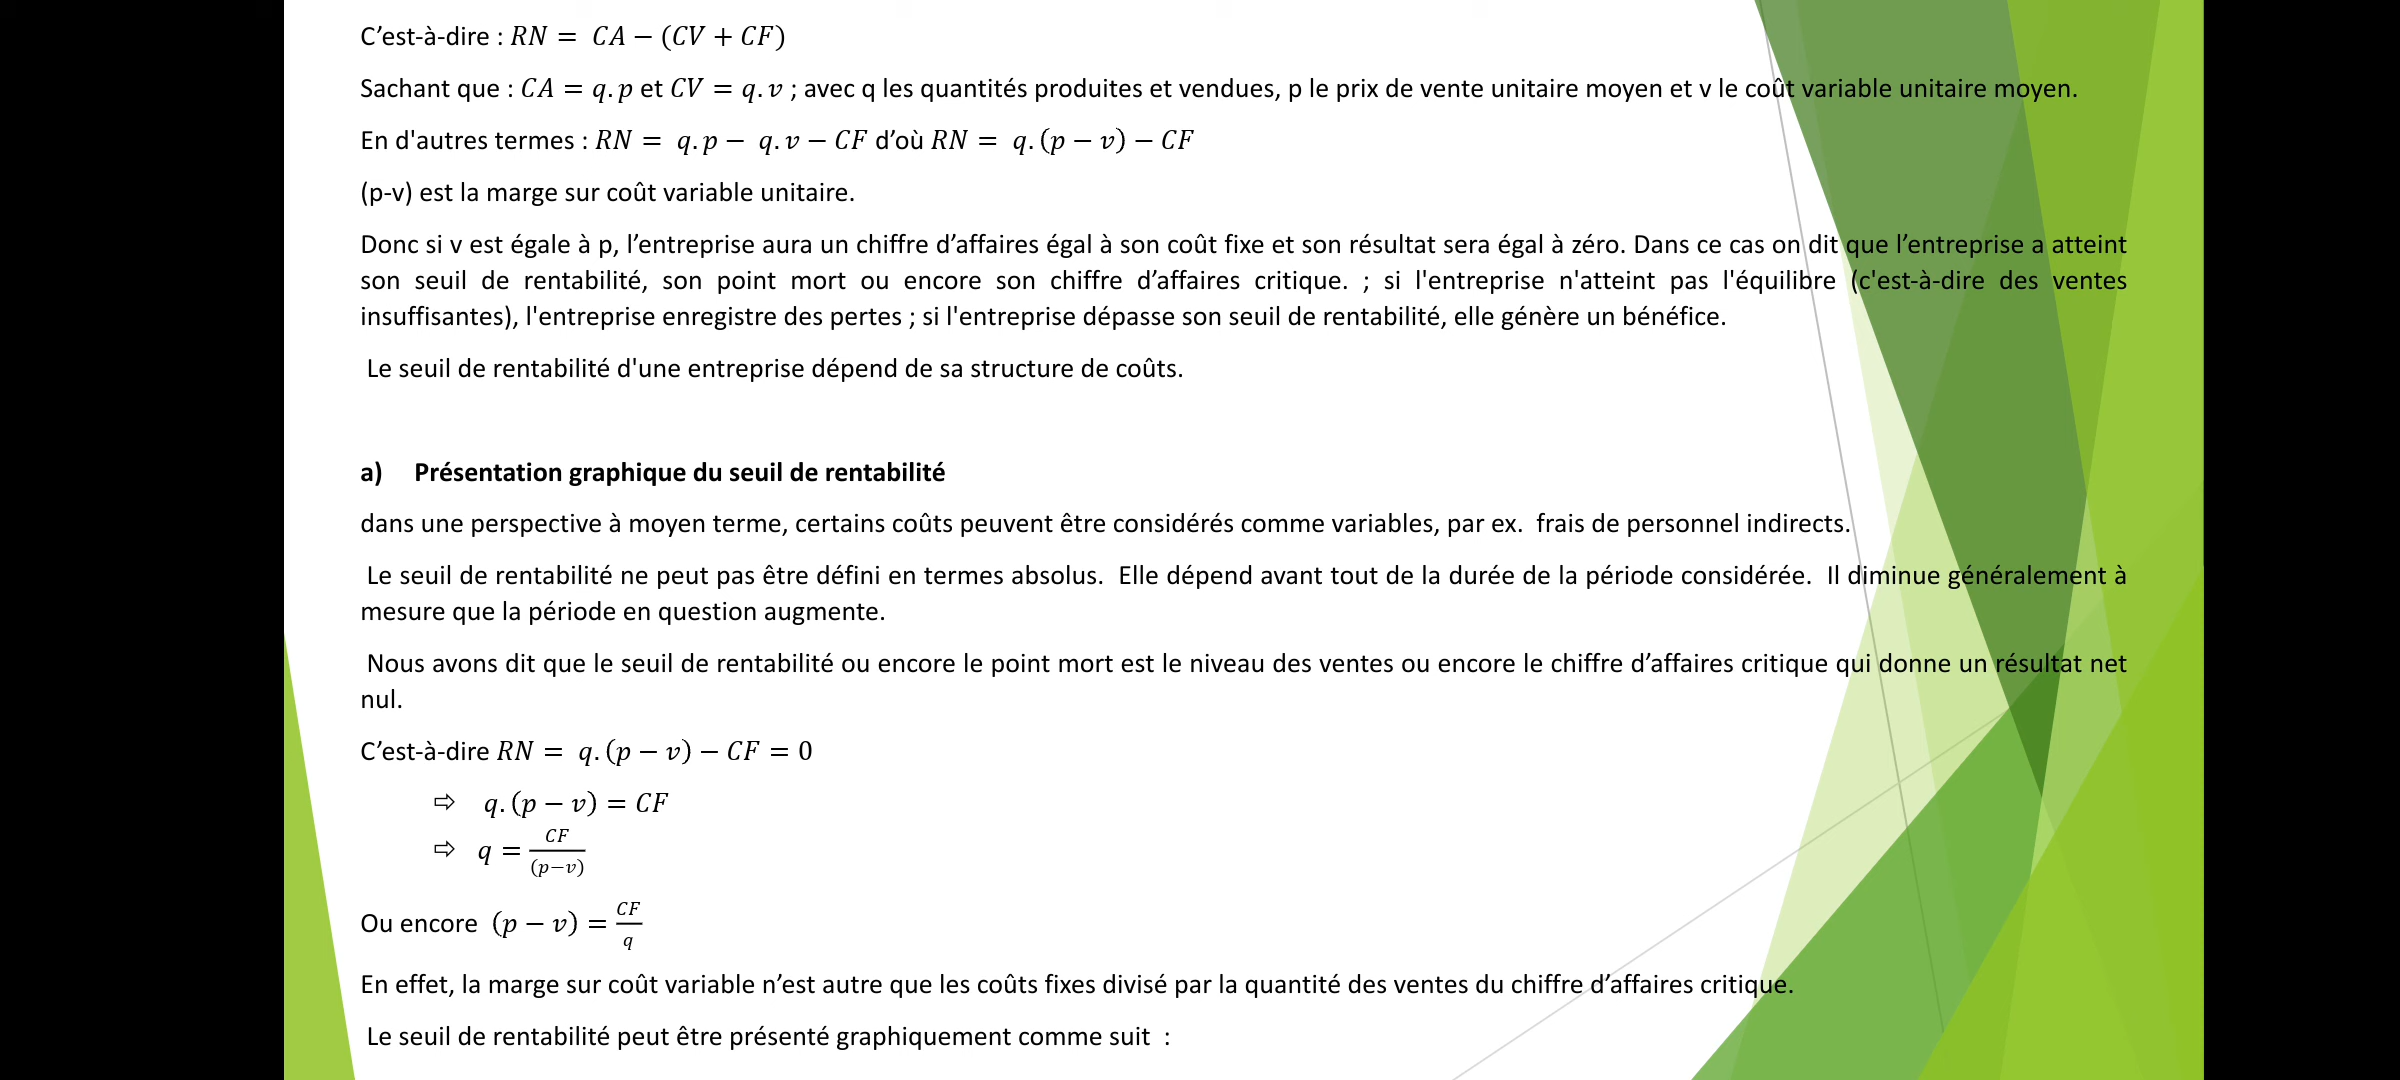 C’est-à-dire : RN = CA − (CV + CF)
Sachant que : CA = q.p et CV = q.v ; avec q les quantités produites et vendues, p le prix de vente unitaire moyen et v le coût variable unitaire moyen.
En d'autres termes : RN = q.p − q.v − CF d’où RN = q.(p − v) − CF
(p-v) est la marge sur coût variable unitaire.
Donc si v est égale à p, l’entreprise aura un chiffre d’affaires égal à son coût fixe et son résultat sera égal à zéro. Dans ce cas on dit que l’entreprise a atteint
son seuil de rentabilité, son point mort ou encore son chiffre d’affaires critique. ; si l'entreprise n'atteint pas l'équilibre (c'est-à-dire des ventes
insuffisantes), l'entreprise enregistre des pertes ; si l'entreprise dépasse son seuil de rentabilité, elle génère un bénéfice.
Le seuil de rentabilité d'une entreprise dépend de sa structure de coûts.
a) Présentation graphique du seuil de rentabilité
dans une perspective à moyen terme, certains coûts peuvent être considérés comme variables, par ex. frais de personnel indirects.
Le seuil de rentabilité ne peut pas être défini en termes absolus. Elle dépend avant tout de la durée de la période considérée. Il diminue généralement à
mesure que la période en question augmente.
Nous avons dit que le seuil de rentabilité ou encore le point mort est le niveau des ventes ou encore le chiffre d’affaires critique qui donne un résultat net
nul.
C’est-à-dire RN = q.(p − v) − CF = 0
⇨ q.(p − v) = CF
⇨ q = CF/(p−v)
Ou encore (p − v) = CF/q
En effet, la marge sur coût variable n’est autre que les coûts fixes divisé par la quantité des ventes du chiffre d’affaires critique.
Le seuil de rentabilité peut être présenté graphiquement comme suit :